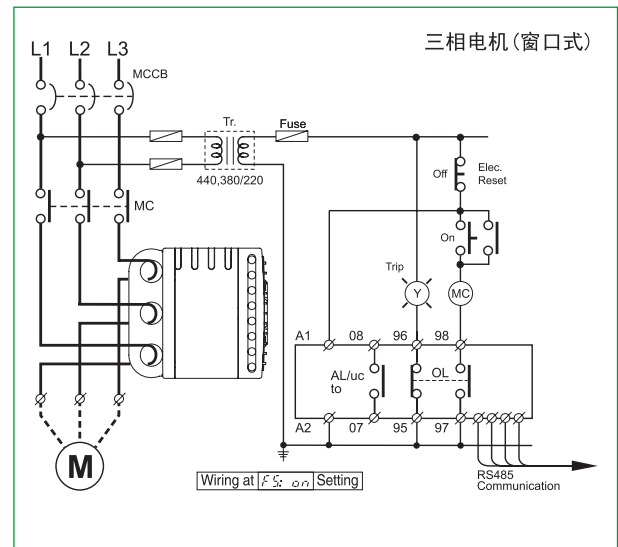 三相电机(窗口式)
L1 L2 L3
MCCB
Tr.
Fuse
440,380/220
Off
Elec.
Reset
MC
On
Trip
Y
MC
A1 08 96 98
AL/uc
to
OL
A2 07 95 97
M
Wiring at FS: on Setting
RS485
Communication